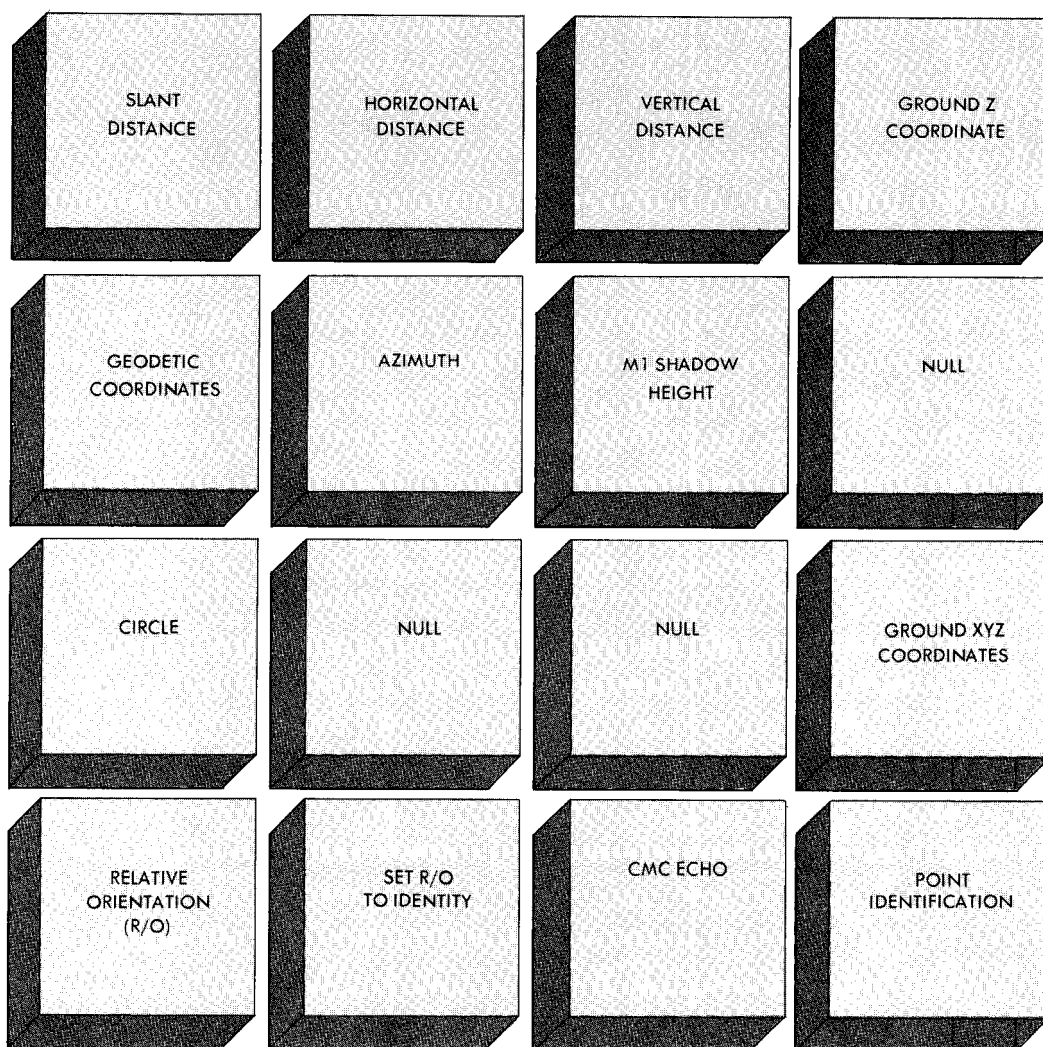 SLANT
DISTANCE
HORIZONTAL
DISTANCE
VERTICAL
DISTANCE
GROUND Z
COORDINATE
GEODETIC
COORDINATES
AZIMUTH
M1 SHADOW
HEIGHT
NULL
CIRCLE
NULL
NULL
GROUND XYZ
COORDINATES
RELATIVE
ORIENTATION
(R/O)
SET R/O
TO IDENTITY
CMC ECHO
POINT
IDENTIFICATION